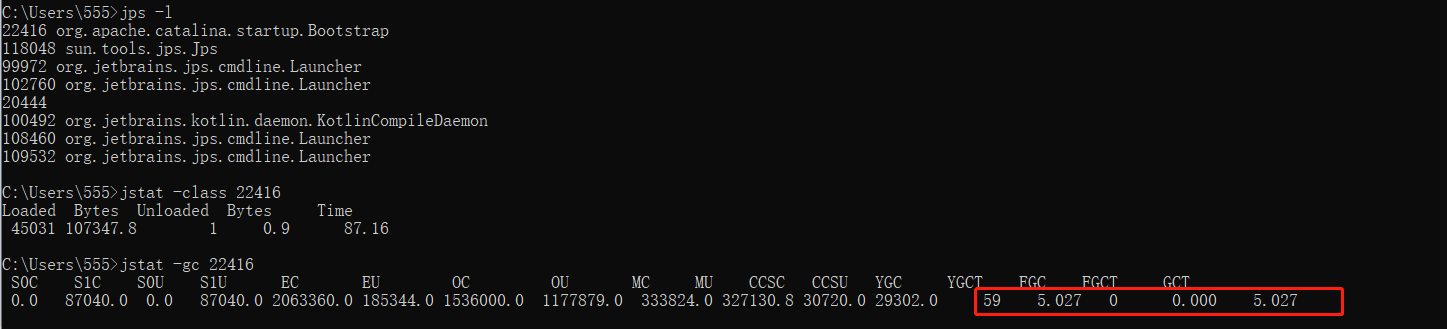 C:\Users\555>jps -l
22416 org.apache.catalina.startup.Bootstrap
118048 sun.tools.jps.Jps
99972 org.jetbrains.jps.cmdline.Launcher
102760 org.jetbrains.jps.cmdline.Launcher
20444
100492 org.jetbrains.kotlin.daemon.KotlinCompileDaemon
108460 org.jetbrains.jps.cmdline.Launcher
109532 org.jetbrains.jps.cmdline.Launcher
C:\Users\555>jstat -class 22416
Loaded  Bytes  Unloaded  Bytes     Time
45031 107347.8        1     0.9      87.16
C:\Users\555>jstat -gc 22416
S0C    S1C    S0U    S1U      EC       EU        OC         OU       MC     MU    CCSC   CCSU   YGC     YGCT    FGC    FGCT     GCT
0.0   87040.0  0.0   87040.0 2063360.0 185344.0 1536000.0  1177879.0  333824.0 327130.8 30720.0 29302.0     59    5.027   0      0.000    5.027